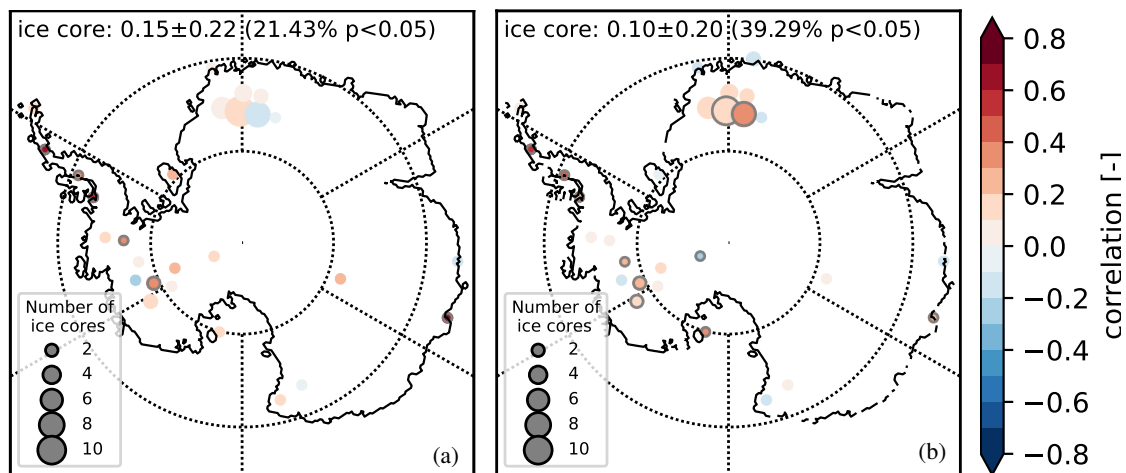 ice core: 0.15±0.22 (21.43% p<0.05)
Number of
ice cores
2
4
6
8
10
(a)
ice core: 0.10±0.20 (39.29% p<0.05)
Number of
ice cores
2
4
6
8
10
(b)
0.8
0.6
0.4
0.2
0.0
−0.2
−0.4
−0.6
−0.8
correlation [-]